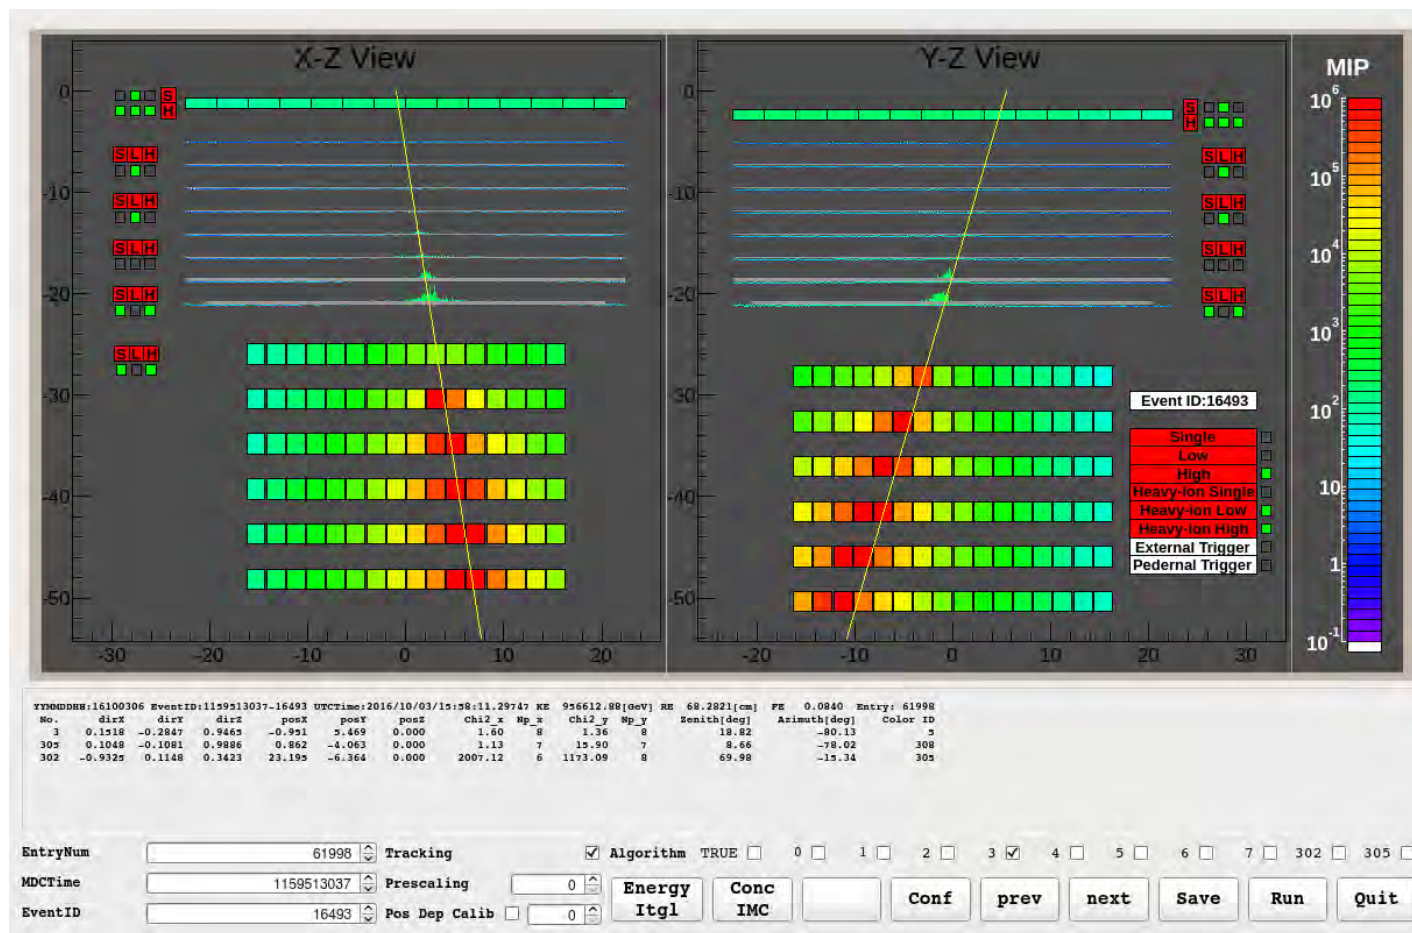 X-Z View
Y-Z View
MIP
0
-10
-20
-30
-40
-50
-30 -20 -10 0 10 20
S
H
S L H
S L H
S L H
S L H
S L H
0
-10
-20
-30
-40
-50
-20 -10 0 10 20 30
S
H
S L H
S L H
S L H
S L H
Event ID:16493
Single
Low
High
Heavy-Ion Single
Heavy-ion Low
Heavy-ion High
External Trigger
Pedernal Trigger
10^6
10^5
10^4
10^3
10^2
10
1
10^-1
YYMMDDHH:16100306 EventID:1159513037-16493 UTCTime:2016/10/03/15:58:11.29747 KE 956612.88[GeV] RE 68.2821[cm] FE 0.0840 Entry: 61998
No. dirX dirY dirZ posX posY posZ Chi2_x Np_x Chi2_y Np_y Zenith[deg] Azimuth[deg] Color ID
3 0.1518 -0.2847 0.9465 -0.951 5.469 0.000 1.60 8 1.36 8 18.82 -80.13 5
305 0.1048 -0.1081 0.9886 0.862 -4.063 0.000 1.13 7 15.90 7 8.66 -78.02 308
302 -0.9325 0.1148 0.3423 23.195 -6.364 0.000 2007.12 6 1173.09 8 69.98 -15.34 305
EntryNum 61998 Tracking Algorithm TRUE 0 1 2 3 4 5 6 7 302 305
MDCTime 1159513037 Prescaling 0 Energy Itgl Conc IMC Conf prev next Save Run Quit
EventID 16493 Pos Dep Calib 0